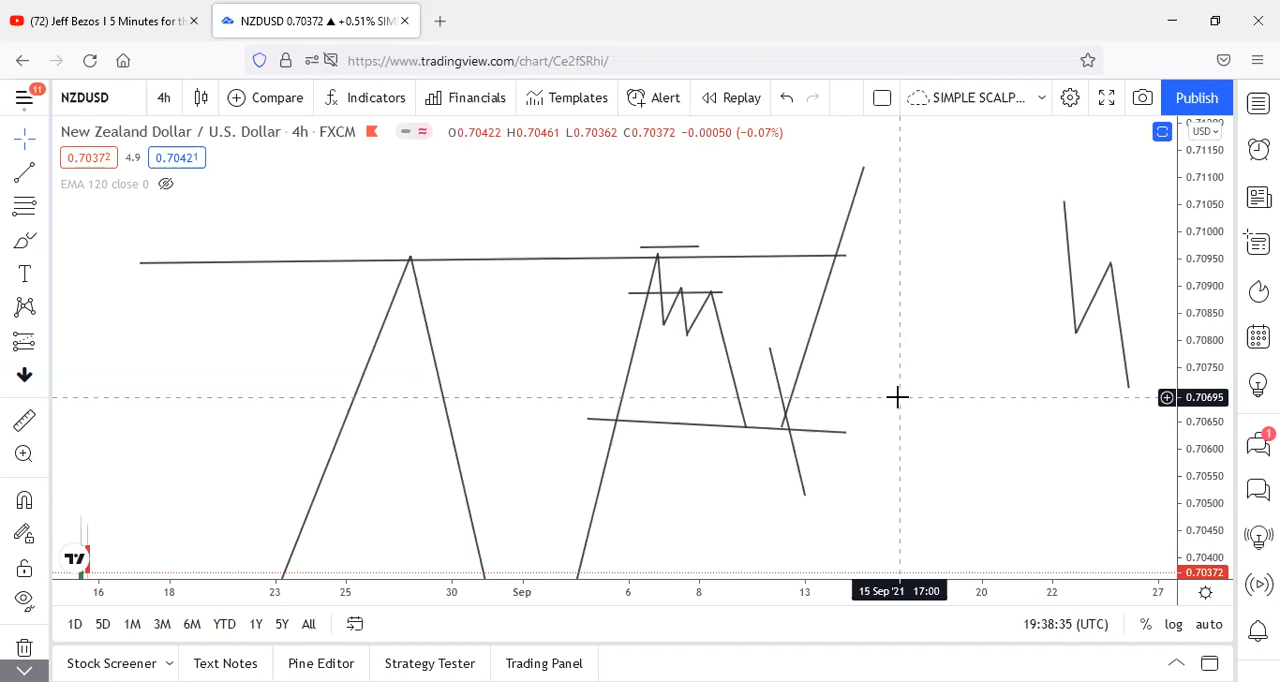 (72) Jeff Bezos I 5 Minutes for th
NZDUSD 0.70372 ▲ +0.51% SIM
https://www.tradingview.com/chart/Ce2fSRhi/
11
NZDUSD
4h
Compare
Indicators
Financials
Templates
Alert
Replay
SIMPLE SCALP...
Publish
New Zealand Dollar / U.S. Dollar · 4h · FXCM
O0.70422 H0.70461 L0.70362 C0.70372 −0.00050 (−0.07%)
USD
0.70372
4.9
0.70421
EMA 120 close 0
0.71150
0.71100
0.71050
0.71000
0.70950
0.70900
0.70850
0.70800
0.70750
0.70695
0.70650
0.70600
0.70550
0.70500
0.70450
0.70400
0.70372
1
16
18
23
25
30
Sep
6
8
13
15 Sep '21 17:00
20
22
27
1D
5D
1M
3M
6M
YTD
1Y
5Y
All
19:38:35 (UTC)
%
log
auto
Stock Screener
Text Notes
Pine Editor
Strategy Tester
Trading Panel